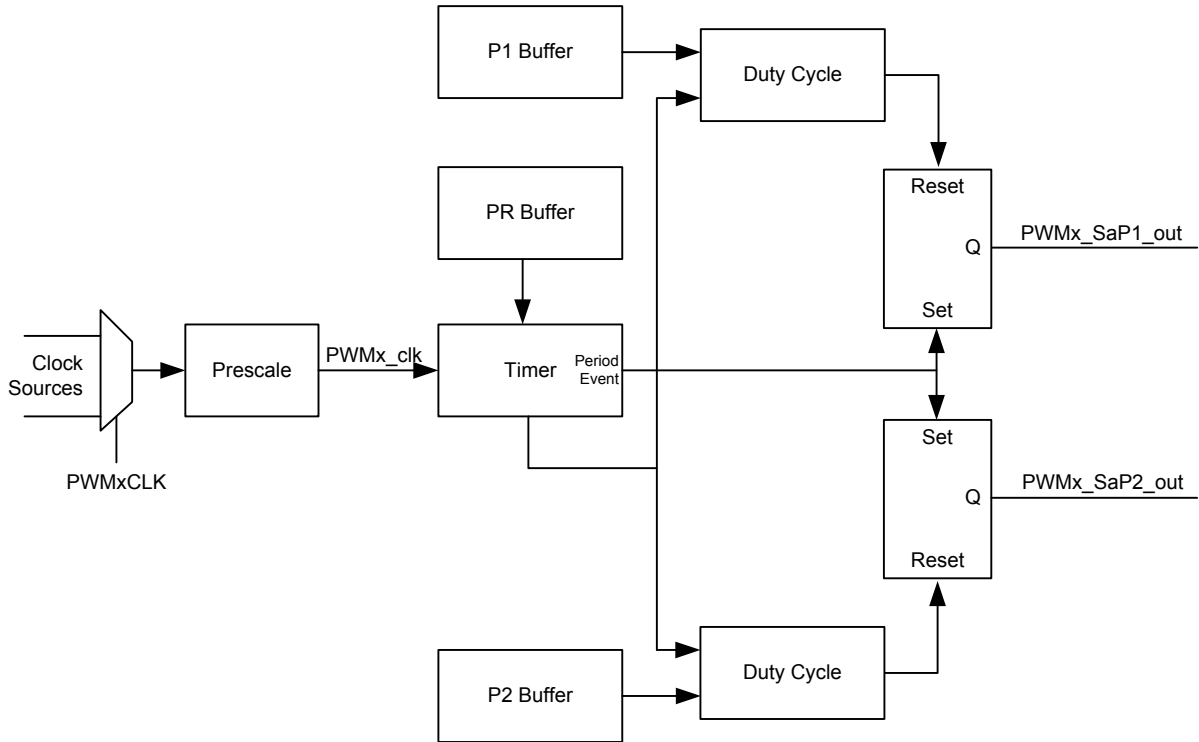 P1 Buffer
Duty Cycle
PR Buffer
Reset
Q
Set
PWMx_SaP1_out
Clock
Sources
PWMxCLK
Prescale
PWMx_clk
Timer
Period
Event
Set
Q
Reset
PWMx_SaP2_out
P2 Buffer
Duty Cycle